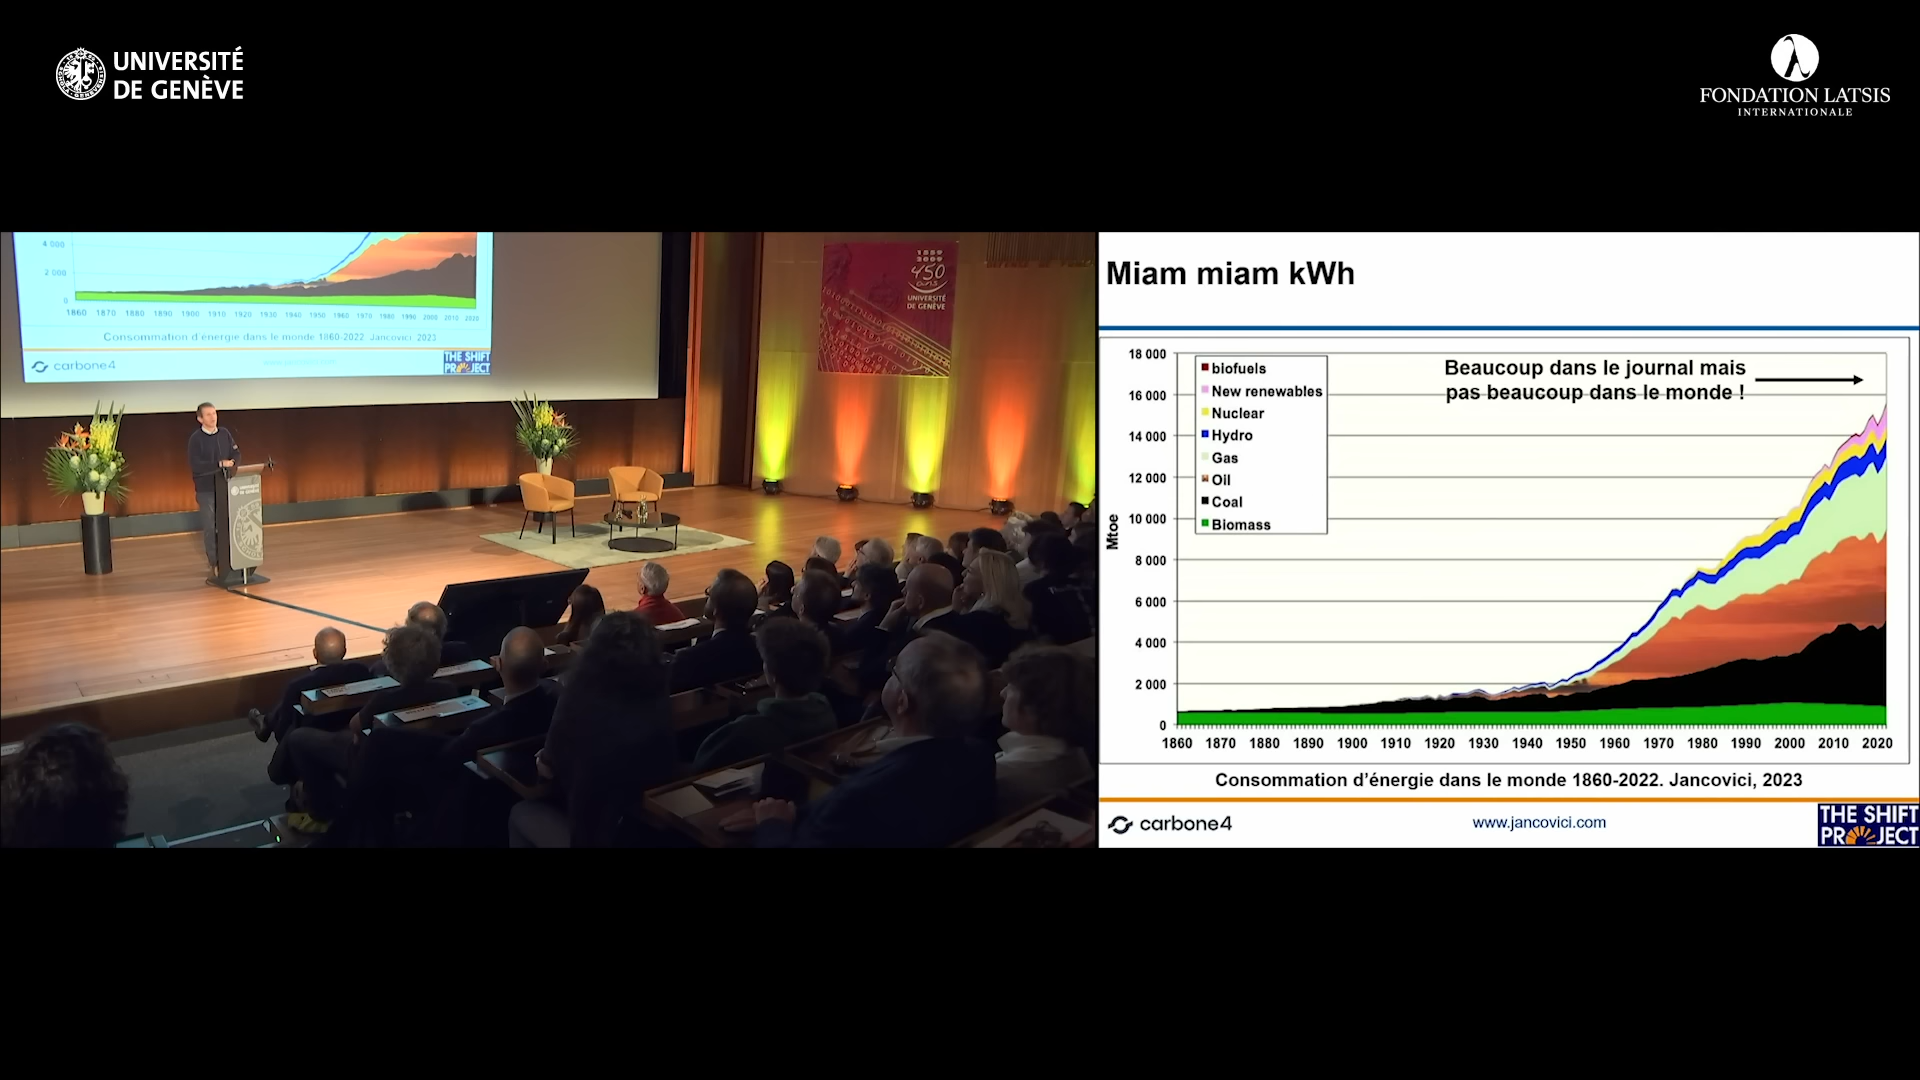 UNIVERSITÉ
DE GENÈVE
FONDATION LATSIS
INTERNATIONALE
4 000
2 000
0
1860 1870 1880 1890 1900 1910 1920 1930 1940 1950 1960 1970 1980 1990 2000 2010 2020
Consommation d'énergie dans le monde 1860-2022. Jancovici, 2023
carbone4
THE SHIFT
PROJECT
1559
2009
450
ans
UNIVERSITÉ
DE GENÈVE
Miam miam kWh
18 000
16 000
14 000
12 000
10 000
8 000
6 000
4 000
2 000
0
Mtoe
biofuels
New renewables
Nuclear
Hydro
Gas
Oil
Coal
Biomass
Beaucoup dans le journal mais
pas beaucoup dans le monde !
1860 1870 1880 1890 1900 1910 1920 1930 1940 1950 1960 1970 1980 1990 2000 2010 2020
Consommation d'énergie dans le monde 1860-2022. Jancovici, 2023
carbone4
www.jancovici.com
THE SHIFT
PROJECT